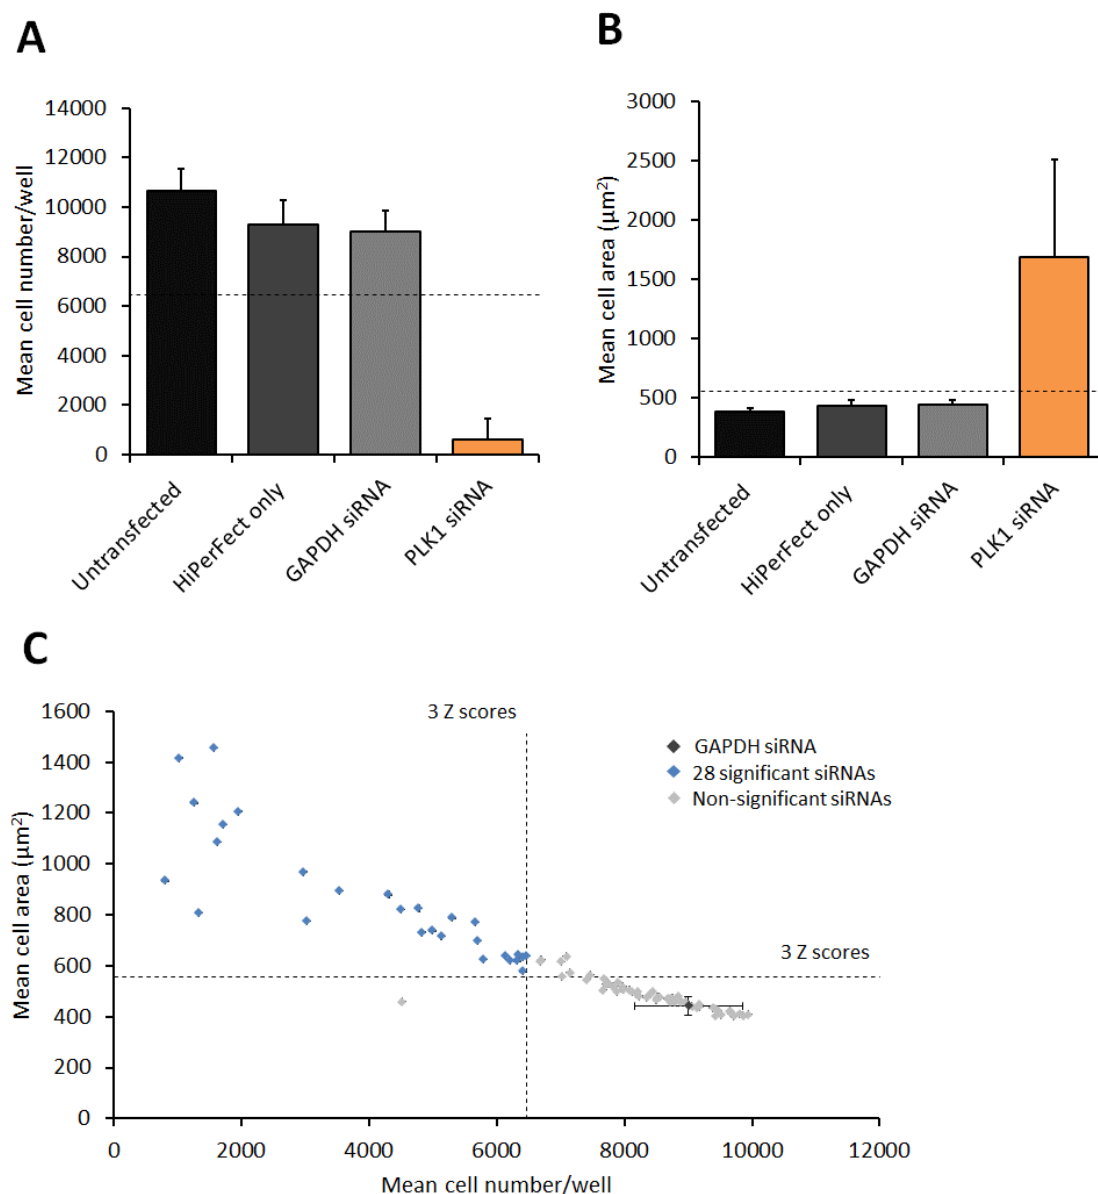 A
Mean cell number/well
14000
12000
10000
8000
6000
4000
2000
0
Untransfected
HiPerFect only
GAPDH siRNA
PLK1 siRNA
B
Mean cell area (µm²)
3000
2500
2000
1500
1000
500
0
Untransfected
HiPerFect only
GAPDH siRNA
PLK1 siRNA
C
Mean cell area (µm²)
1600
1400
1200
1000
800
600
400
200
0
3 Z scores
GAPDH siRNA
28 significant siRNAs
Non-significant siRNAs
3 Z scores
0 2000 4000 6000 8000 10000 12000
Mean cell number/well